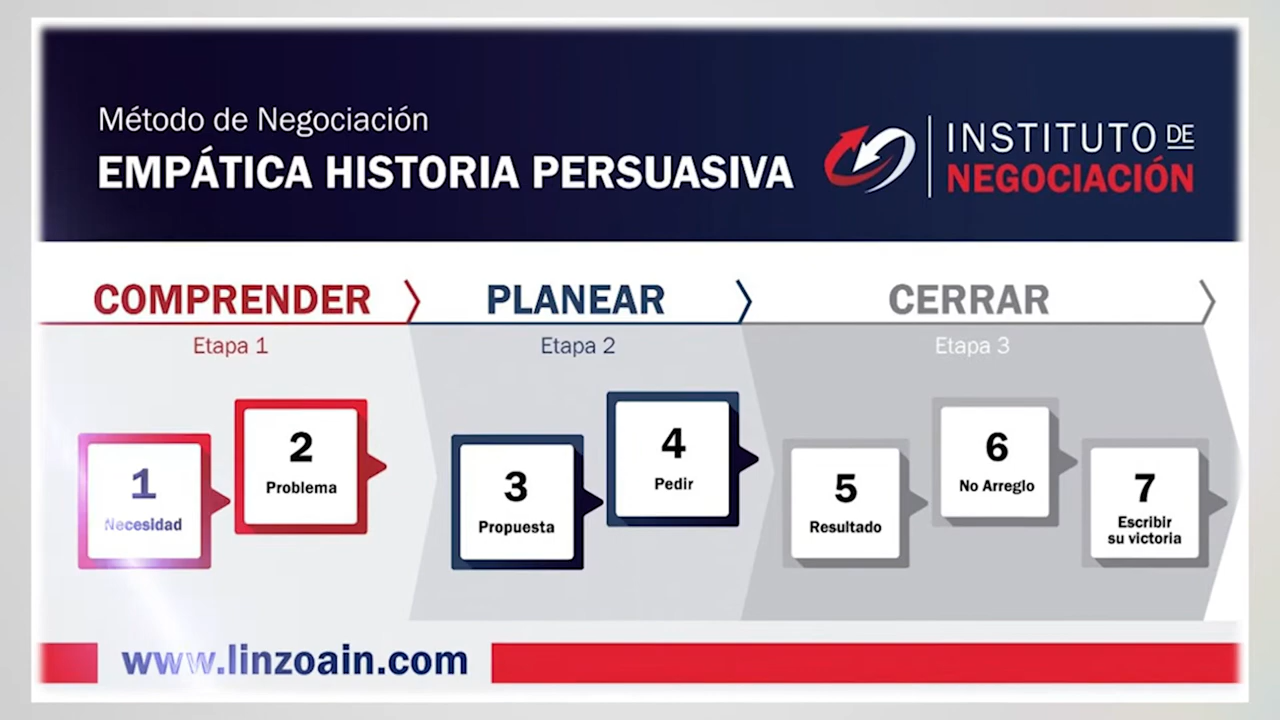 Método de Negociación
EMPÁTICA HISTORIA PERSUASIVA
INSTITUTO DE
NEGOCIACIÓN
COMPRENDER
Etapa 1
PLANEAR
Etapa 2
CERRAR
Etapa 3
1
Necesidad
2
Problema
3
Propuesta
4
Pedir
5
Resultado
6
No Arreglo
7
Escribir
su victoria
www.linzoain.com